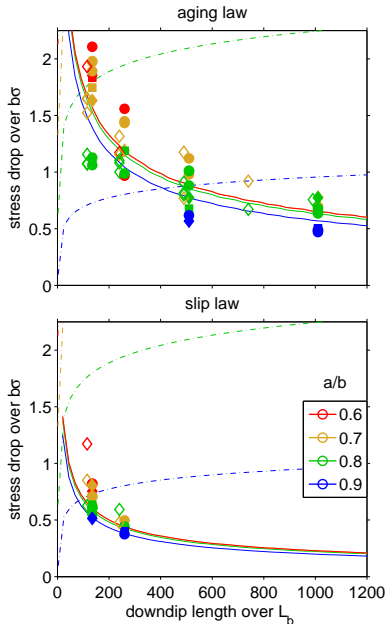 aging law
stress drop over bσ
2
1.5
1
0.5
0
slip law
stress drop over bσ
2
1.5
1
0.5
0
a/b
0.6
0.7
0.8
0.9
0 200 400 600 800 1000 1200
downdip length over L_b